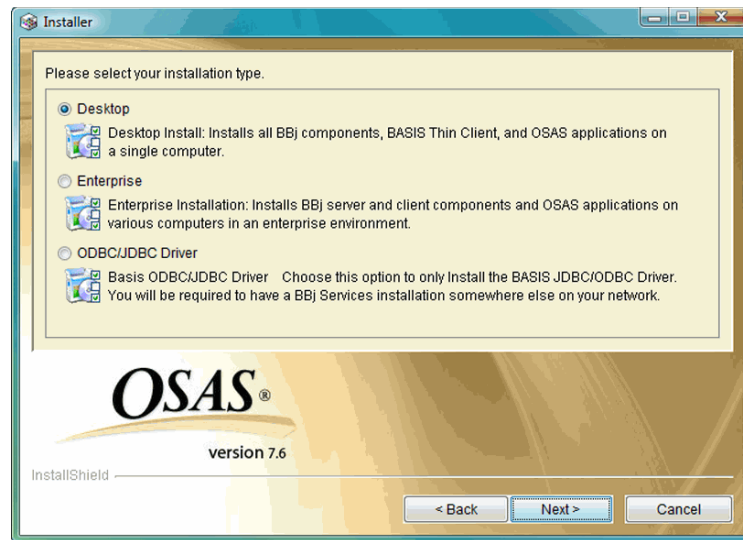 Installer
Please select your installation type.
Desktop
Desktop Install: Installs all BBj components, BASIS Thin Client, and OSAS applications on
a single computer.
Enterprise
Enterprise Installation: Installs BBj server and client components and OSAS applications on
various computers in an enterprise environment.
ODBC/JDBC Driver
Basis ODBC/JDBC Driver Choose this option to only Install the BASIS JDBC/ODBC Driver.
You will be required to have a BBj Services installation somewhere else on your network.
OSAS®
version 7.6
InstallShield
< Back Next > Cancel